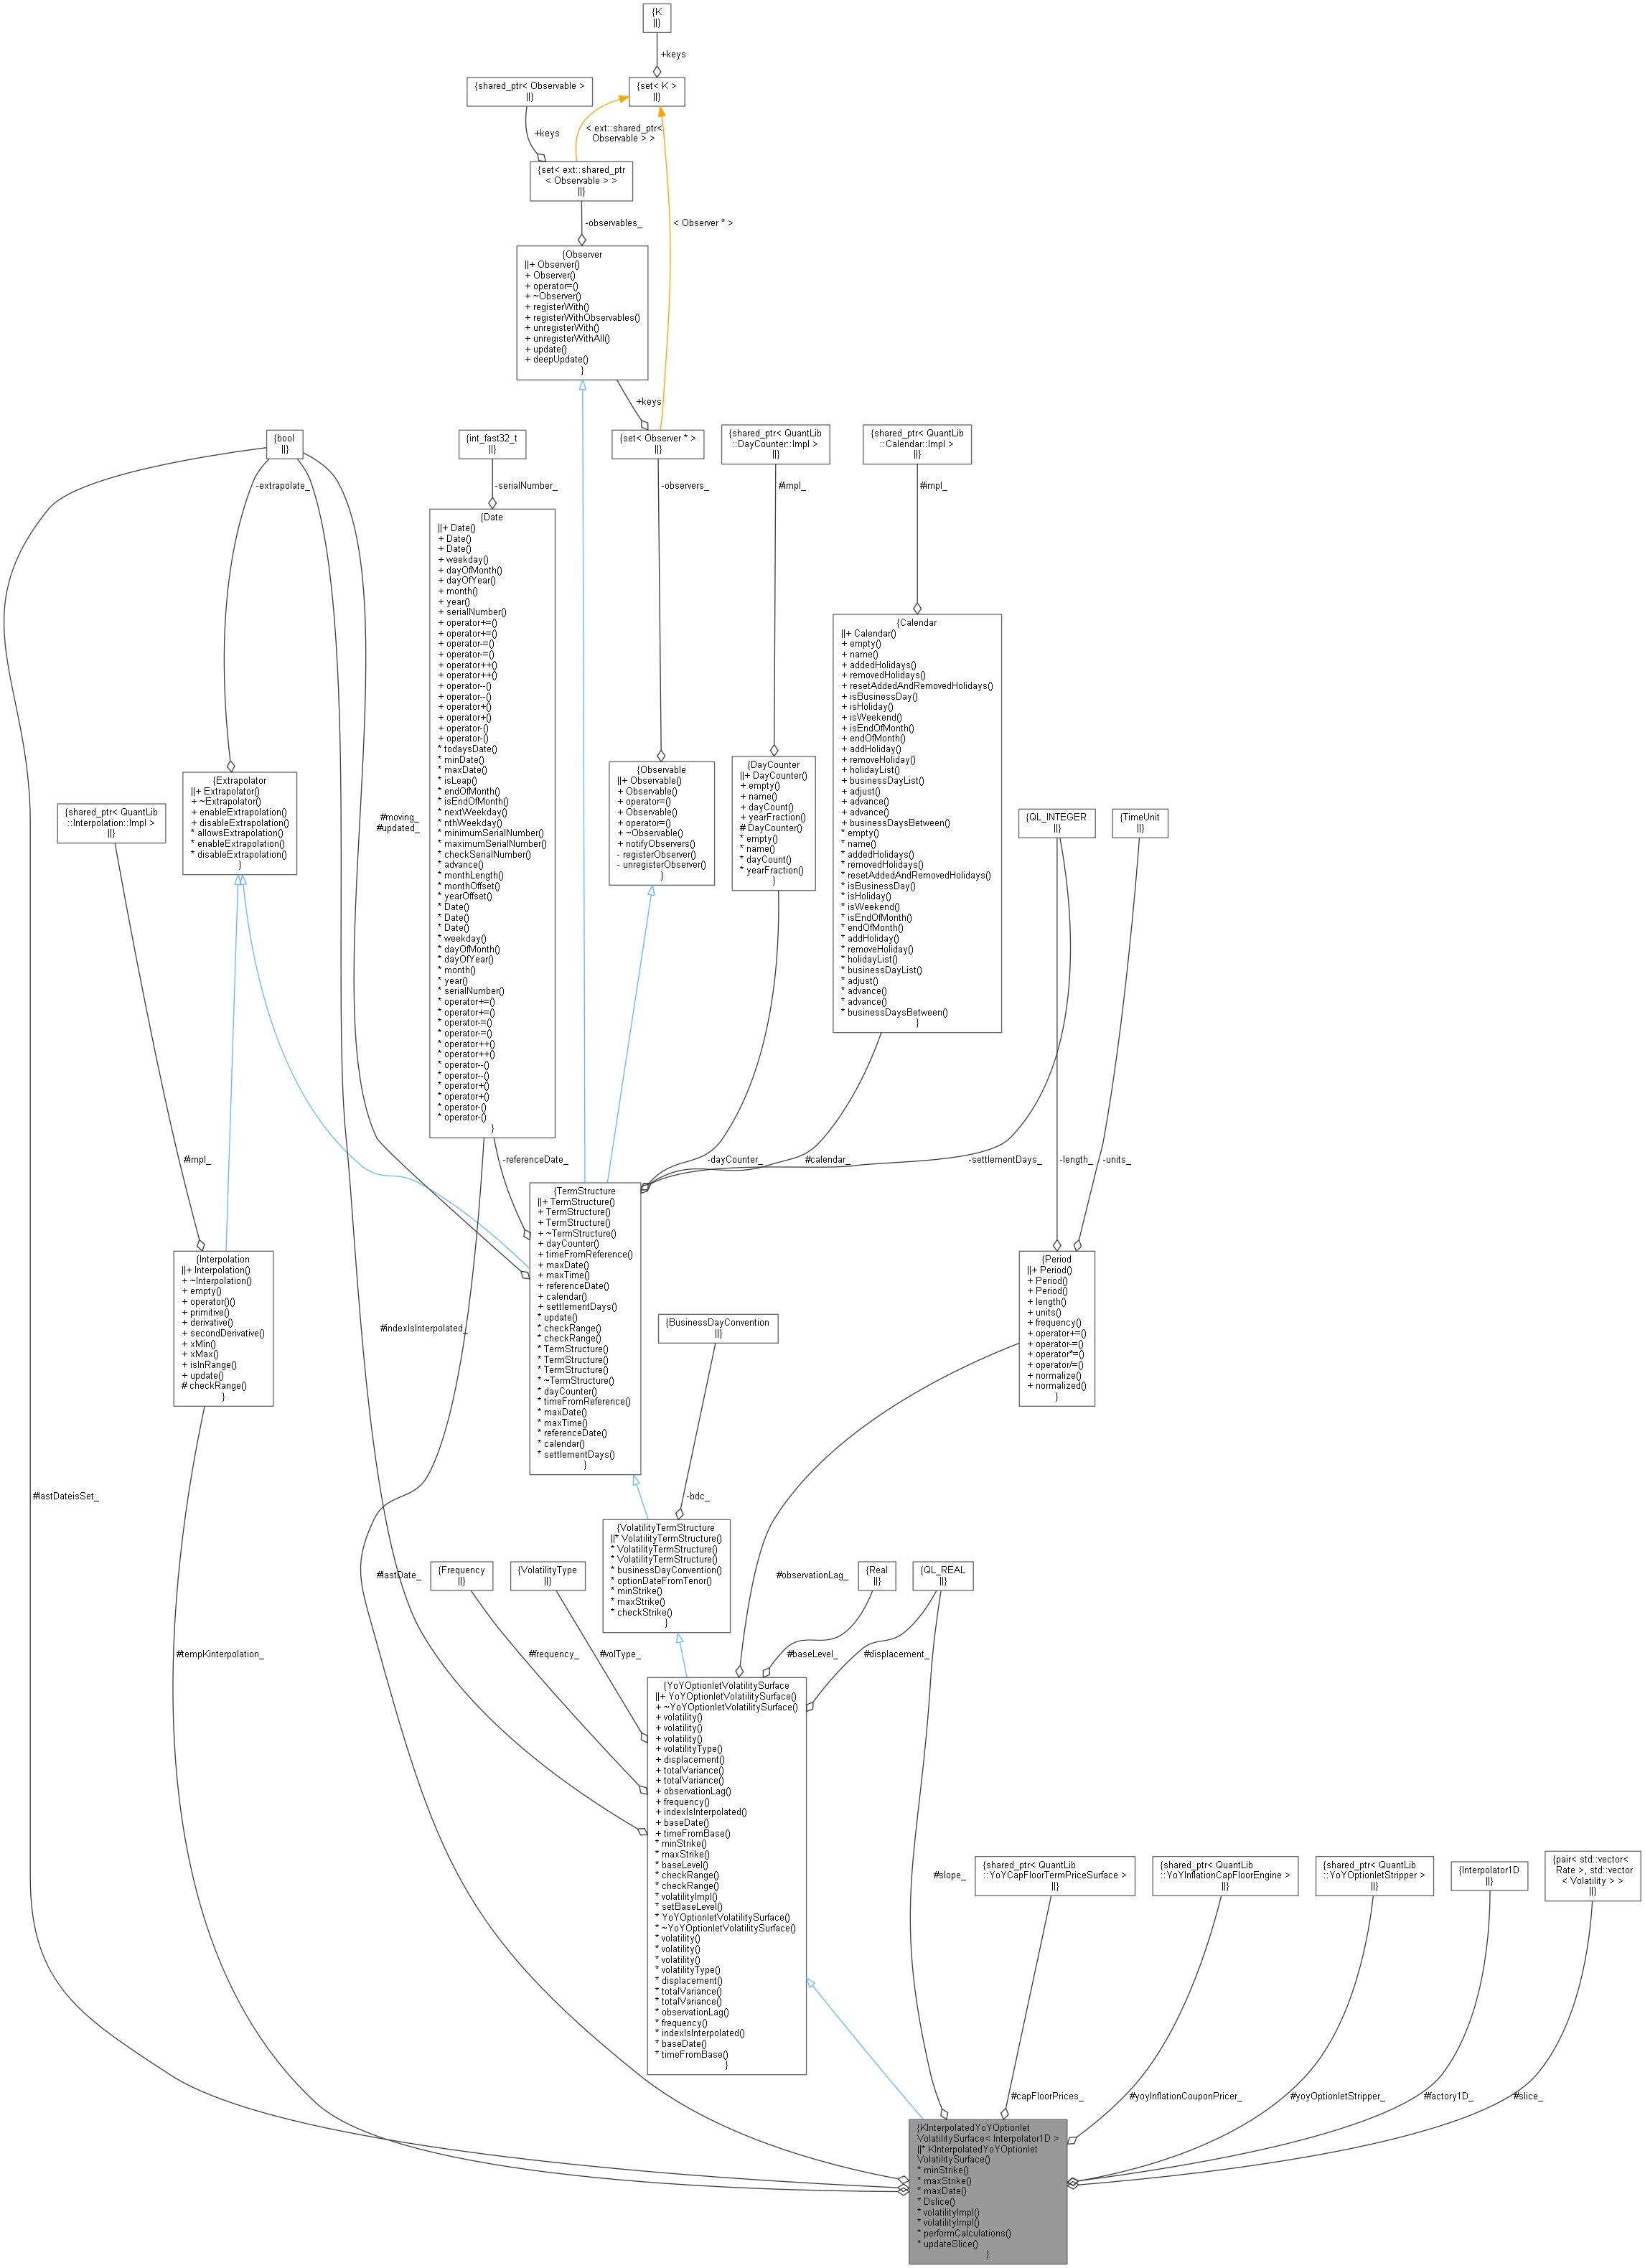 {K
||}
+keys
{shared_ptr< Observable >
||}
{set< K >
||}
+keys
< ext::shared_ptr<
Observable > >
{set< ext::shared_ptr
< Observable > >
||}
-observables_
< Observer * >
{Observer
||+ Observer()
+ Observer()
+ operator=()
+ ~Observer()
+ registerWith()
+ registerWithObservables()
+ unregisterWith()
+ unregisterWithAll()
+ update()
+ deepUpdate()
}
+keys
{bool
||}
{int_fast32_t
||}
{set< Observer * >
||}
{shared_ptr< QuantLib
::DayCounter::Impl >
||}
{shared_ptr< QuantLib
::Calendar::Impl >
||}
-extrapolate_
-serialNumber_
-observers_
#impl_
#impl_
{Date
||+ Date()
+ Date()
+ Date()
+ weekday()
+ dayOfMonth()
+ dayOfYear()
+ month()
+ year()
+ serialNumber()
+ operator+=()
+ operator+=()
+ operator-=()
+ operator-=()
+ operator++()
+ operator++()
+ operator--()
+ operator--()
+ operator+()
+ operator+()
+ operator-()
+ operator-()
* todaysDate()
* minDate()
* maxDate()
* isLeap()
* endOfMonth()
* isEndOfMonth()
* nextWeekday()
* nthWeekday()
* minimumSerialNumber()
* maximumSerialNumber()
* checkSerialNumber()
* advance()
* monthLength()
* monthOffset()
* yearOffset()
* Date()
* Date()
* Date()
* weekday()
* dayOfMonth()
* dayOfYear()
* month()
* year()
* serialNumber()
* operator+=()
* operator+=()
* operator-=()
* operator-=()
* operator++()
* operator++()
* operator--()
* operator--()
* operator+()
* operator+()
* operator-()
* operator-()
}
{Calendar
||+ Calendar()
+ empty()
+ name()
+ addedHolidays()
+ removedHolidays()
+ resetAddedAndRemovedHolidays()
+ isBusinessDay()
+ isHoliday()
+ isWeekend()
+ isEndOfMonth()
+ endOfMonth()
+ addHoliday()
+ removeHoliday()
+ holidayList()
+ businessDayList()
+ adjust()
+ advance()
+ advance()
+ businessDaysBetween()
* empty()
* name()
* addedHolidays()
* removedHolidays()
* resetAddedAndRemovedHolidays()
* isBusinessDay()
* isHoliday()
* isWeekend()
* isEndOfMonth()
* endOfMonth()
* addHoliday()
* removeHoliday()
* holidayList()
* businessDayList()
* adjust()
* advance()
* advance()
* businessDaysBetween()
}
{Extrapolator
||+ Extrapolator()
+ ~Extrapolator()
+ enableExtrapolation()
+ disableExtrapolation()
* allowsExtrapolation()
* enableExtrapolation()
* disableExtrapolation()
}
{Observable
||+ Observable()
+ Observable()
+ operator=()
+ Observable()
+ operator=()
+ ~Observable()
+ notifyObservers()
- registerObserver()
- unregisterObserver()
}
{DayCounter
||+ DayCounter()
+ empty()
+ name()
+ dayCount()
+ yearFraction()
# DayCounter()
* empty()
* name()
* dayCount()
* yearFraction()
}
{shared_ptr< QuantLib
::Interpolation::Impl >
||}
#moving_
#updated_
{QL_INTEGER
||}
{TimeUnit
||}
#impl_
-referenceDate_
-dayCounter_
#calendar_
-settlementDays_
-length_
-units_
{TermStructure
||+ TermStructure()
+ TermStructure()
+ TermStructure()
+ ~TermStructure()
+ dayCounter()
+ timeFromReference()
+ maxDate()
+ maxTime()
+ referenceDate()
+ calendar()
+ settlementDays()
* update()
* checkRange()
* checkRange()
* TermStructure()
* TermStructure()
* TermStructure()
* ~TermStructure()
* dayCounter()
* timeFromReference()
* maxDate()
* maxTime()
* referenceDate()
* calendar()
* settlementDays()
}
{Interpolation
||+ Interpolation()
+ ~Interpolation()
+ empty()
+ operator()()
+ primitive()
+ derivative()
+ secondDerivative()
+ xMin()
+ xMax()
+ isInRange()
+ update()
# checkRange()
}
{Period
||+ Period()
+ Period()
+ Period()
+ length()
+ units()
+ frequency()
+ operator+=()
+ operator-=()
+ operator*=()
+ operator/=()
+ normalize()
+ normalized()
}
#indexIsInterpolated_
{BusinessDayConvention
||}
#lastDateisSet_
-bdc_
{VolatilityTermStructure
||* VolatilityTermStructure()
* VolatilityTermStructure()
* VolatilityTermStructure()
* businessDayConvention()
* optionDateFromTenor()
* minStrike()
* maxStrike()
* checkStrike()
}
#lastDate_
{Frequency
||}
{VolatilityType
||}
#observationLag_
{Real
||}
{QL_REAL
||}
#tempKinterpolation_
#frequency_
#volType_
#baseLevel_
#displacement_
{YoYOptionletVolatilitySurface
||+ YoYOptionletVolatilitySurface()
+ ~YoYOptionletVolatilitySurface()
+ volatility()
+ volatility()
+ volatility()
+ volatilityType()
+ displacement()
+ totalVariance()
+ totalVariance()
+ observationLag()
+ frequency()
+ indexIsInterpolated()
+ baseDate()
+ timeFromBase()
* minStrike()
* maxStrike()
* baseLevel()
* checkRange()
* checkRange()
* volatilityImpl()
* setBaseLevel()
* YoYOptionletVolatilitySurface()
* ~YoYOptionletVolatilitySurface()
* volatility()
* volatility()
* volatility()
* volatilityType()
* displacement()
* totalVariance()
* totalVariance()
* observationLag()
* frequency()
* indexIsInterpolated()
* baseDate()
* timeFromBase()
}
#slope_
{shared_ptr< QuantLib
::YoYCapFloorTermPriceSurface >
||}
{shared_ptr< QuantLib
::YoYInflationCapFloorEngine >
||}
{shared_ptr< QuantLib
::YoYOptionletStripper >
||}
{Interpolator1D
||}
{pair< std::vector<
Rate >, std::vector
< Volatility > >
||}
#capFloorPrices_
#yoyInflationCouponPricer_
#yoyOptionletStripper_
#factory1D_
#slice_
{KInterpolatedYoYOptionlet
VolatilitySurface< Interpolator1D >
||* KInterpolatedYoYOptionlet
VolatilitySurface()
* minStrike()
* maxStrike()
* maxDate()
* Dslice()
* volatilityImpl()
* volatilityImpl()
* performCalculations()
* updateSlice()
}